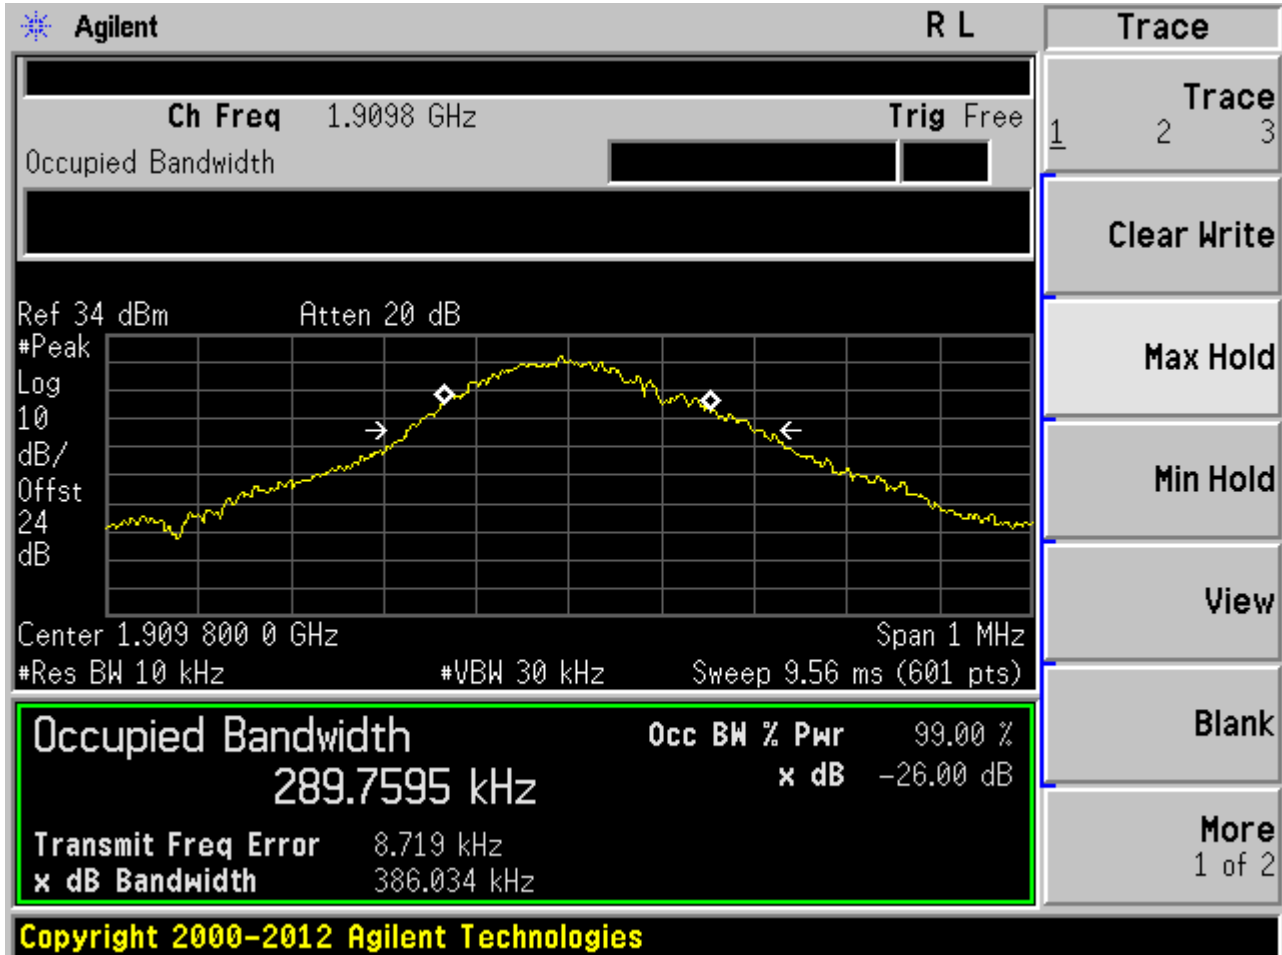 Agilent R L
Ch Freq 1.9098 GHz Trig Free
Occupied Bandwidth
Ref 34 dBm Atten 20 dB
#Peak
Log
10
dB/
Offst
24
dB
Center 1.909 800 0 GHz Span 1 MHz
#Res BW 10 kHz #VBW 30 kHz Sweep 9.56 ms (601 pts)
Occupied Bandwidth Occ BW % Pwr 99.00 %
289.7595 kHz x dB -26.00 dB
Transmit Freq Error 8.719 kHz
x dB Bandwidth 386.034 kHz
Copyright 2000-2012 Agilent Technologies
Trace
Trace
1 2 3
Clear Write
Max Hold
Min Hold
View
Blank
More
1 of 2